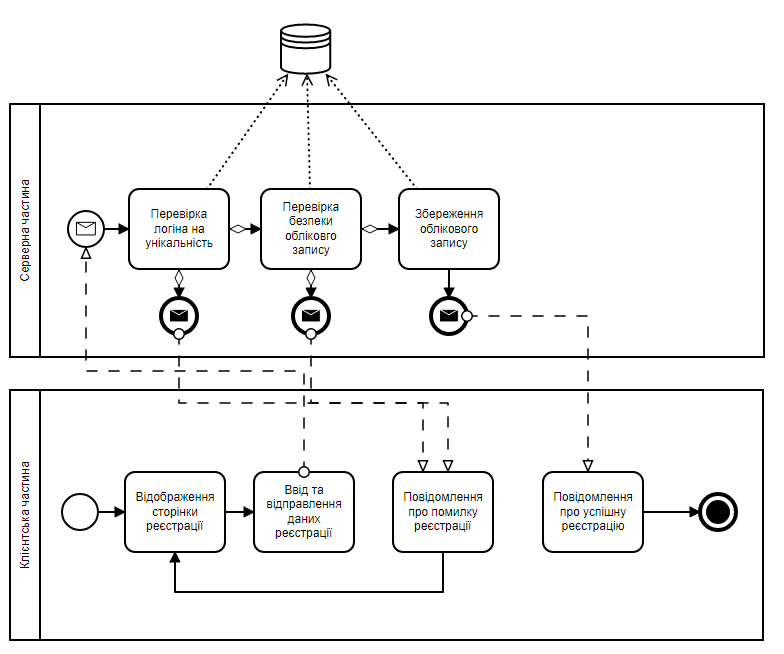 Серверна частина
Перевірка
логіна на
унікальність
Перевірка
безпеки
обліковго
запису
Збереження
облікового
запису
Клієнтська частина
Відображення
сторінки
реєстрації
Ввід та
відправлення
даних
реєстрації
Повідомлення
про помилку
реєстрації
Повідомлення
про успішну
реєстрацію